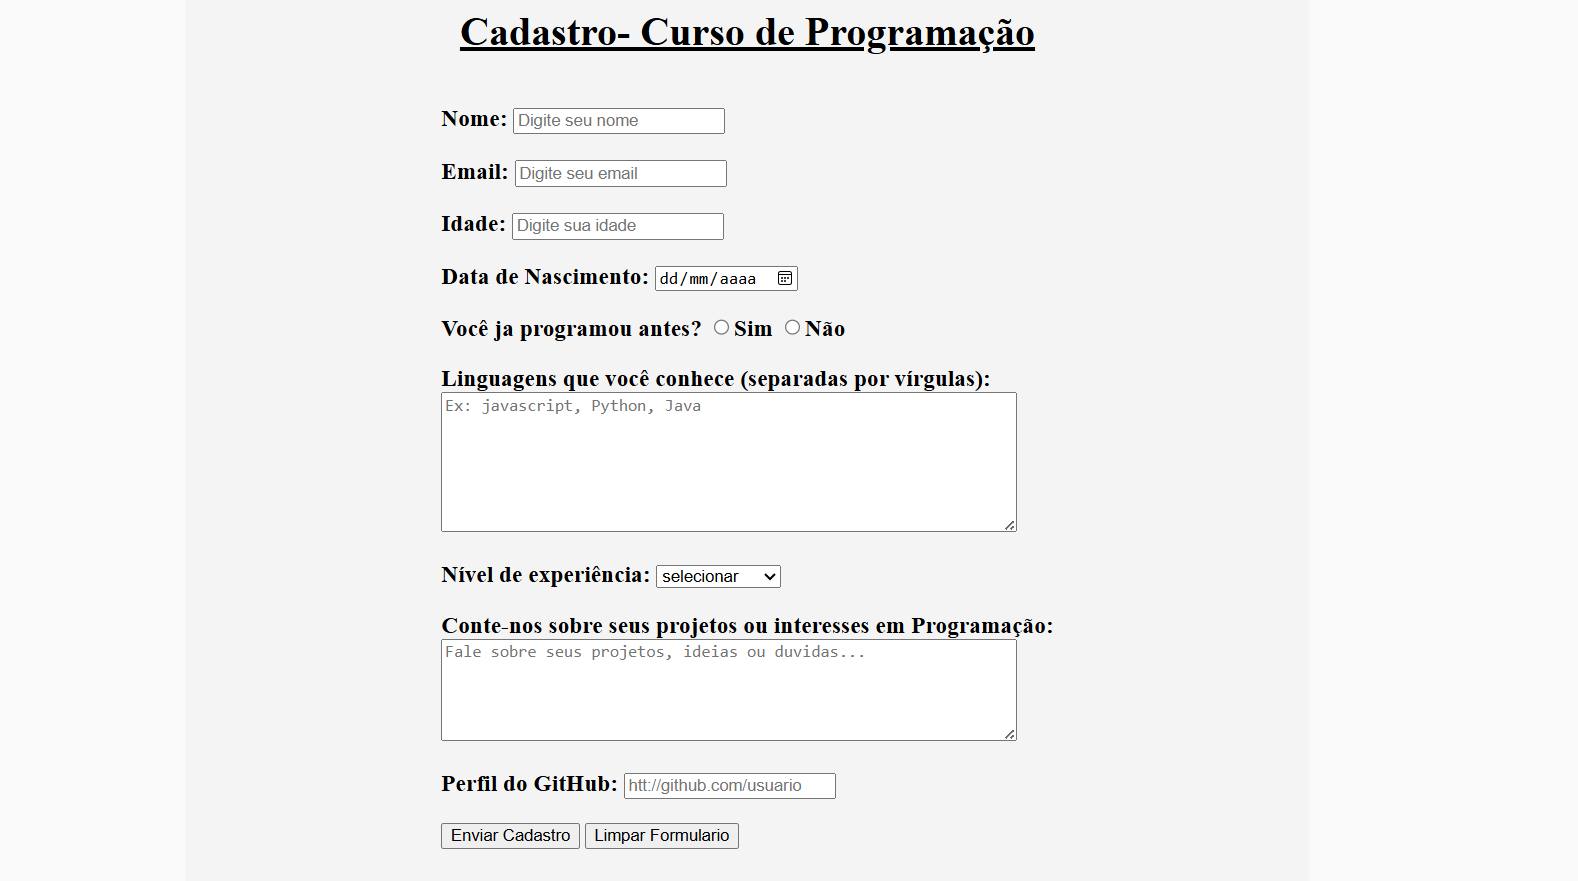 Cadastro- Curso de Programação
Nome: Digite seu nome
Email: Digite seu email
Idade: Digite sua idade
Data de Nascimento: dd/mm/aaaa
Você ja programou antes? Sim Não
Linguagens que você conhece (separadas por vírgulas):
Ex: javascript, Python, Java
Nível de experiência: selecionar
Conte-nos sobre seus projetos ou interesses em Programação:
Fale sobre seus projetos, ideias ou duvidas...
Perfil do GitHub: htt://github.com/usuario
Enviar Cadastro Limpar Formulario